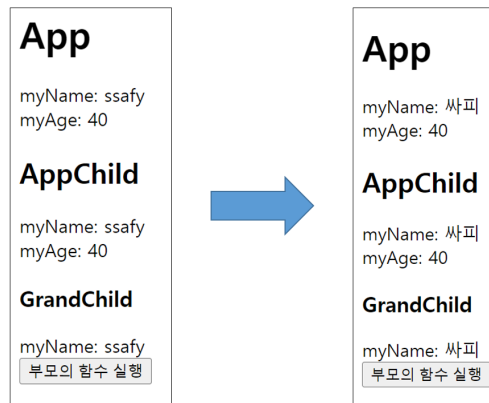 App
myName: ssafy
myAge: 40
AppChild
myName: ssafy
myAge: 40
GrandChild
myName: ssafy
부모의 함수 실행
App
myName: 싸피
myAge: 40
AppChild
myName: 싸피
myAge: 40
GrandChild
myName: 싸피
부모의 함수 실행